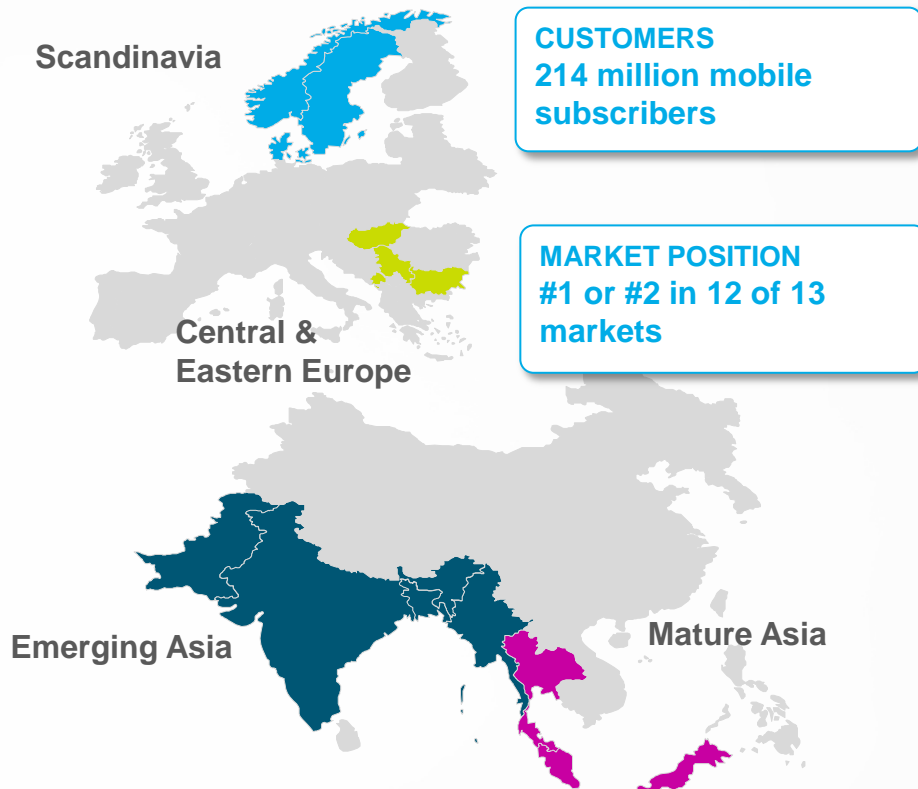 Scandinavia
CUSTOMERS
214 million mobile
subscribers
MARKET POSITION
#1 or #2 in 12 of 13
markets
Central &
Eastern Europe
Emerging Asia
Mature Asia